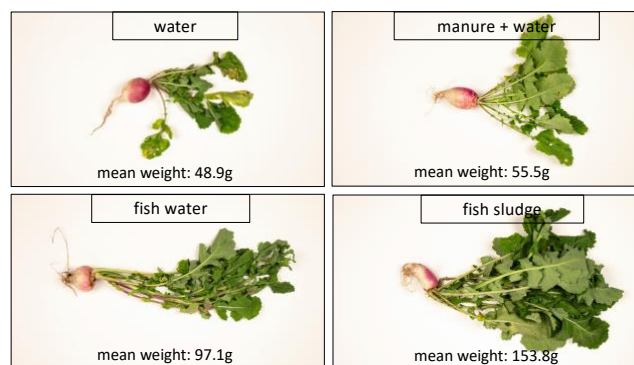 water
mean weight: 48.9g
manure + water
mean weight: 55.5g
fish water
mean weight: 97.1g
fish sludge
mean weight: 153.8g